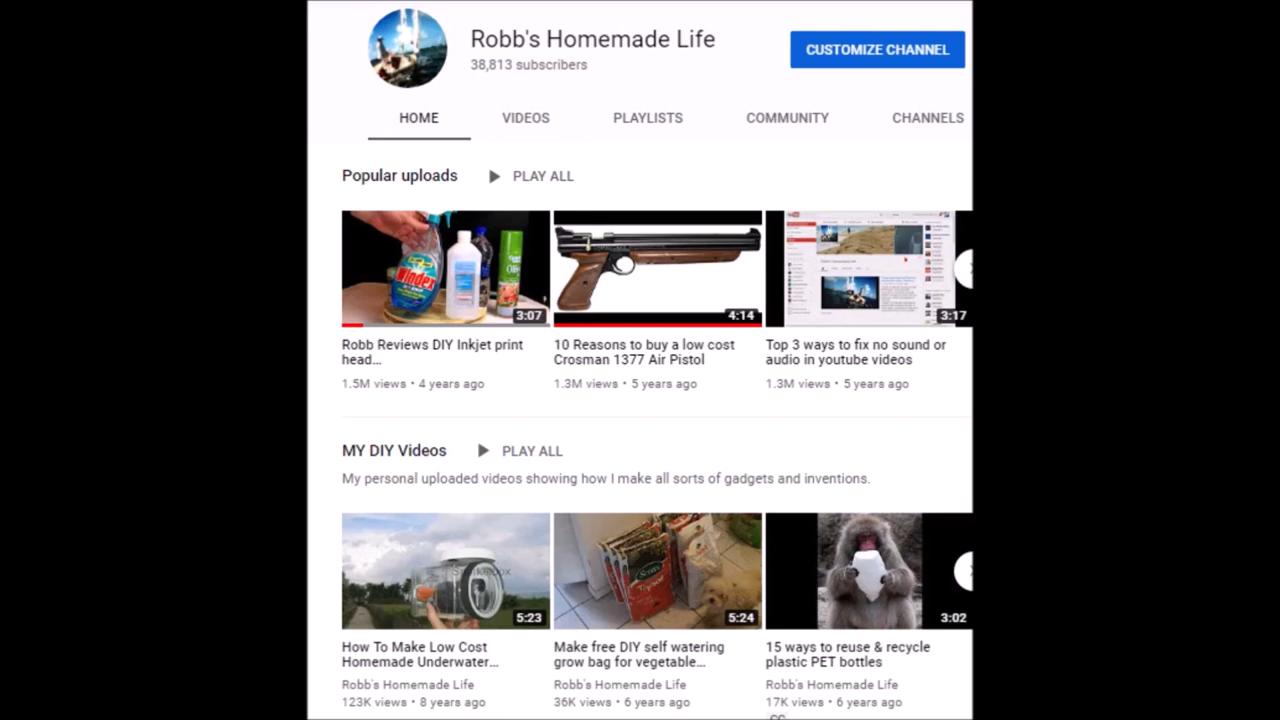 Robb's Homemade Life
38,813 subscribers
CUSTOMIZE CHANNEL
HOME VIDEOS PLAYLISTS COMMUNITY CHANNELS
Popular uploads PLAY ALL
Windex
3:07
4:14
3:17
Robb Reviews DIY Inkjet print
head...
1.5M views • 4 years ago
10 Reasons to buy a low cost
Crosman 1377 Air Pistol
1.3M views • 5 years ago
Top 3 ways to fix no sound or
audio in youtube videos
1.3M views • 5 years ago
MY DIY Videos PLAY ALL
My personal uploaded videos showing how I make all sorts of gadgets and inventions.
5:23
5:24
3:02
How To Make Low Cost
Homemade Underwater...
Robb's Homemade Life
123K views • 8 years ago
Make free DIY self watering
grow bag for vegetable...
Robb's Homemade Life
36K views • 6 years ago
15 ways to reuse & recycle
plastic PET bottles
Robb's Homemade Life
17K views • 6 years ago